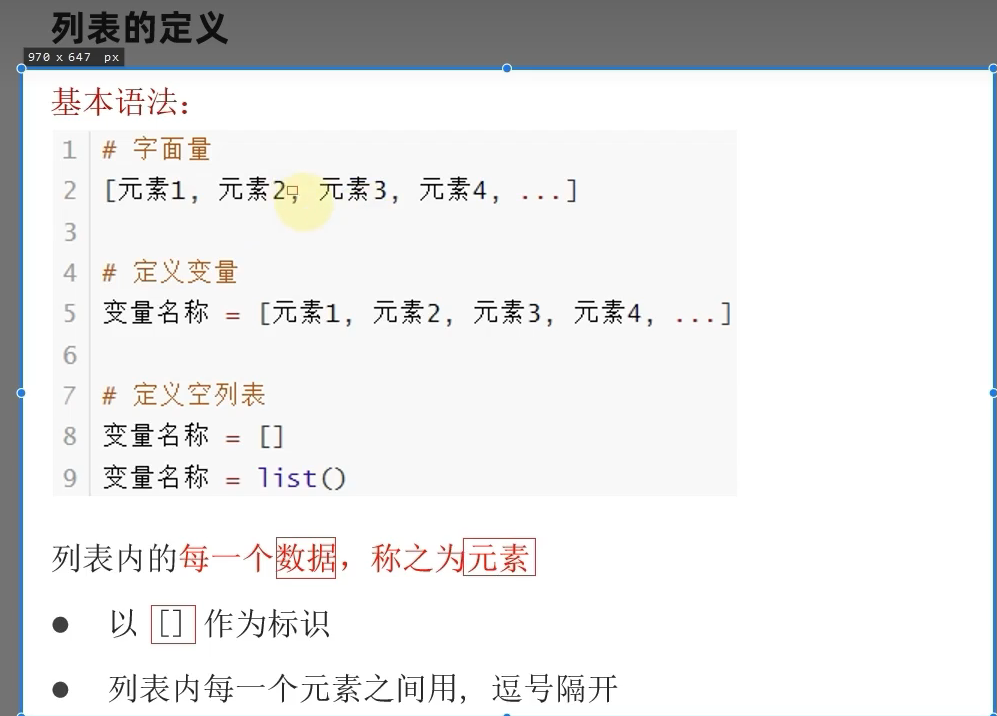 列表的定义
970 x 647 px
基本语法：
1 # 字面量
2 [元素1, 元素2, 元素3, 元素4, ...]
3
4 # 定义变量
5 变量名称 = [元素1, 元素2, 元素3, 元素4, ...]
6
7 # 定义空列表
8 变量名称 = []
9 变量名称 = list()
列表内的每一个数据，称之为元素
● 以 [] 作为标识
● 列表内每一个元素之间用, 逗号隔开